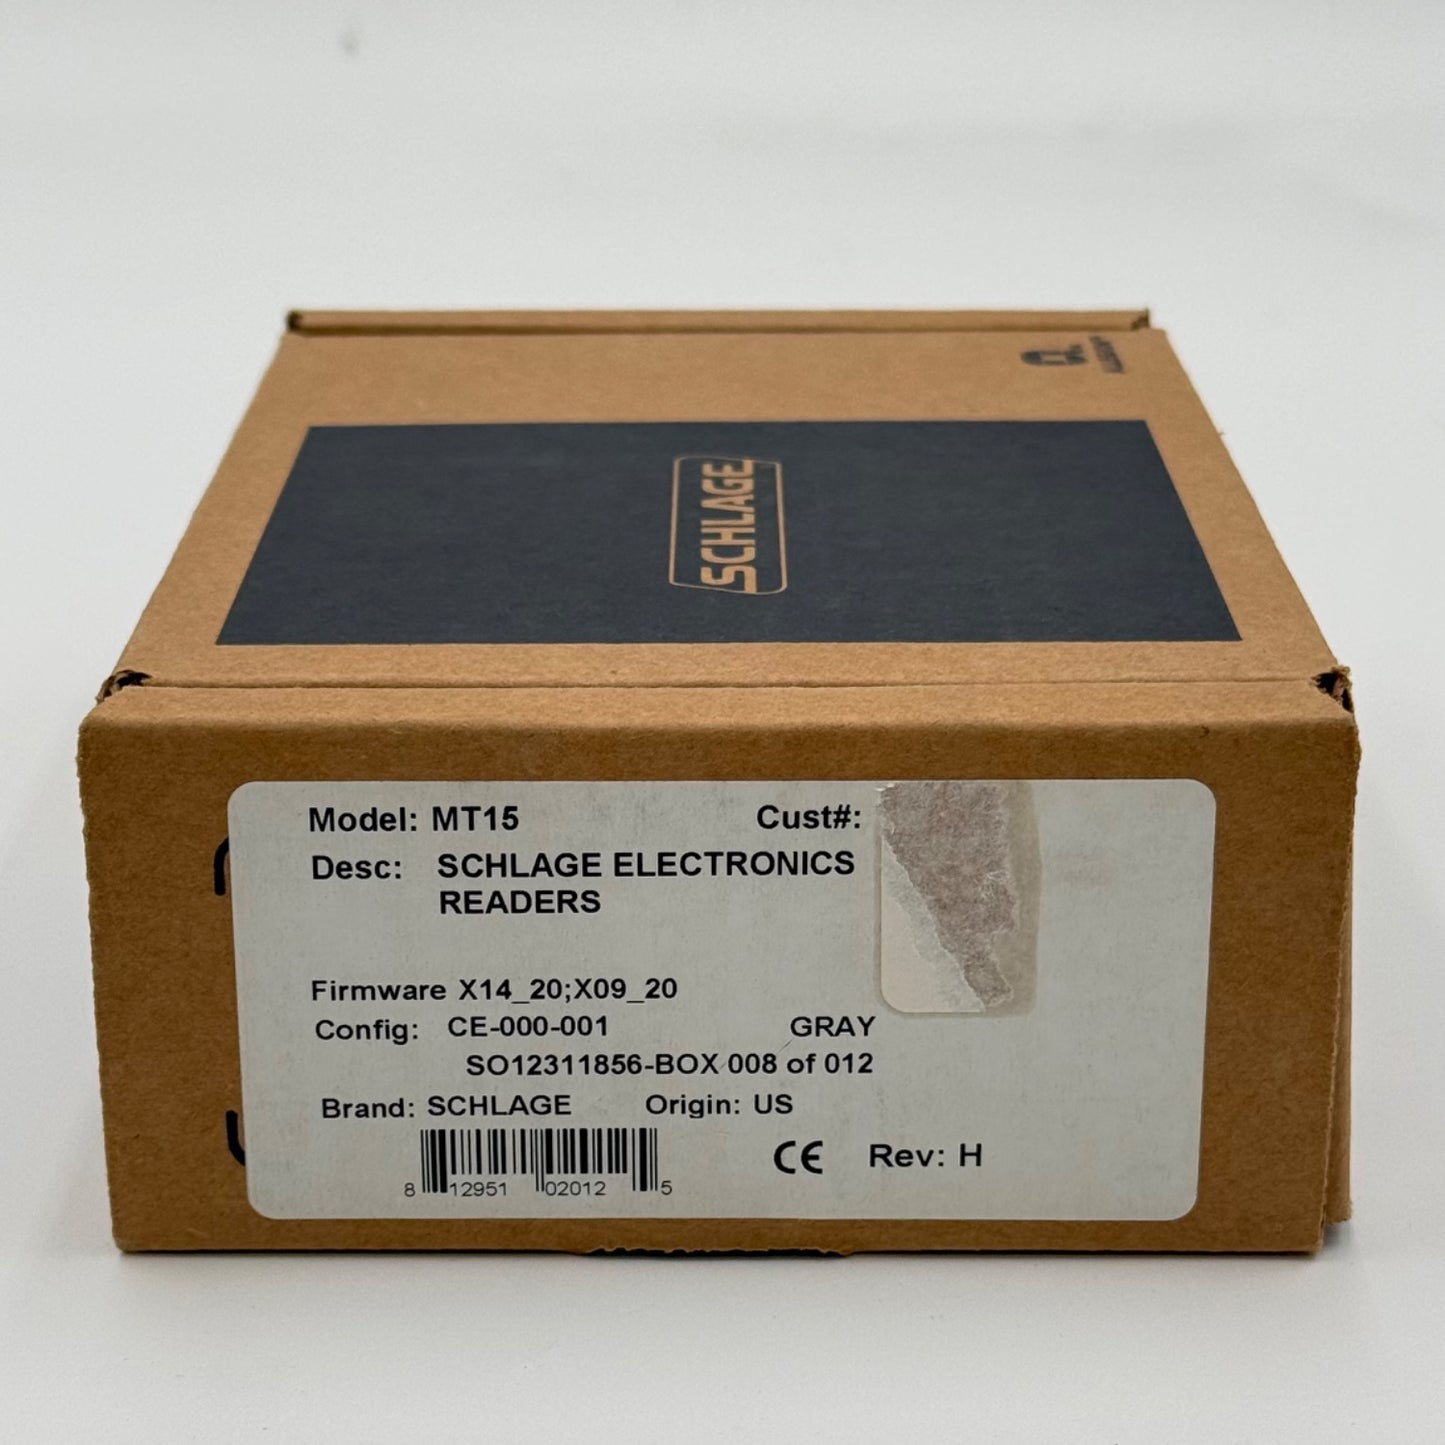 ALLEGION
SCHLAGE
Model: MT15 Cust#:
Desc: SCHLAGE ELECTRONICS
READERS
Firmware X14_20;X09_20
Config: CE-000-001 GRAY
SO12311856-BOX 008 of 012
Brand: SCHLAGE Origin: US
CE Rev: H
8 12951 02012 5